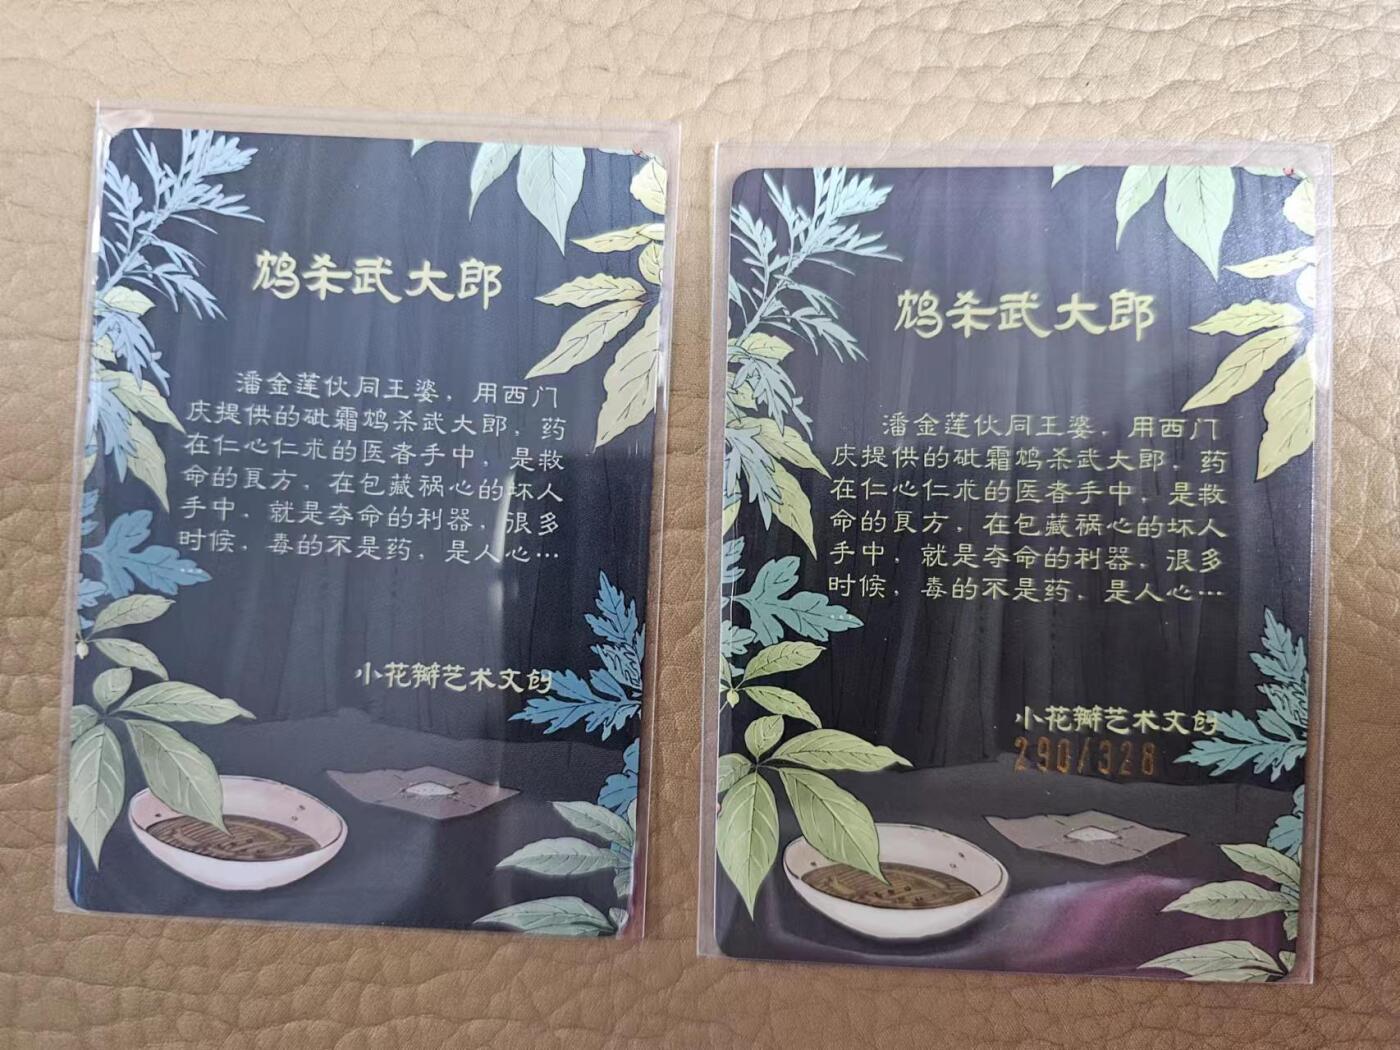 鸩杀武大郎
潘金莲伙同王婆，用西门
庆提供的砒霜鸩杀武大郎，药
在仁心仁术的医者手中，是救
命的良方，在包藏祸心的坏人
手中，就是夺命的利器，很多
时候，毒的不是药，是人心…
小花瓣艺术文创
鸩杀武大郎
潘金莲伙同王婆，用西门
庆提供的砒霜鸩杀武大郎，药
在仁心仁术的医者手中，是救
命的良方，在包藏祸心的坏人
手中，就是夺命的利器，很多
时候，毒的不是药，是人心…
小花瓣艺术文创
290/328